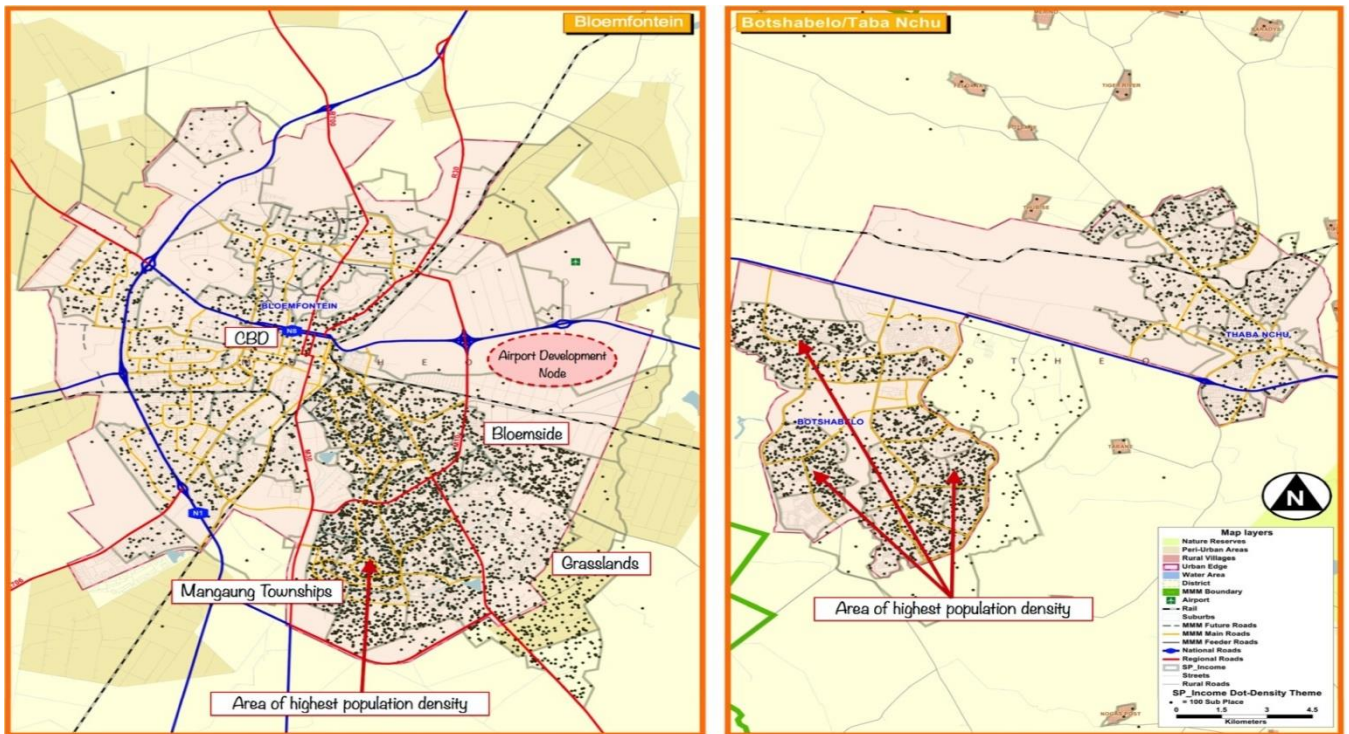 Bloemfontein
R30
BLOEMFONTEIN
N8
CBD
Airport Development
Node
Bloemside
M30
N1
Grasslands
Mangaung Townships
Area of highest population density
Botshabelo/Taba Nchu
TIGER RIVER
THABA NCHU
BOTSHABELO
Area of highest population density
N
Map layers
Nature Reserves
Peri-Urban Areas
Rural Villages
Urban Edge
Water Area
District
MMM Boundary
Airport
Rail
Suburbs
MMM Future Roads
MMM Main Roads
MMM Feeder Roads
National Roads
Regional Roads
SP_Income
Streets
Rural Roads
SP_Income Dot-Density Theme
= 100 Sub Place
0 1.5 3 4.5
Kilometers